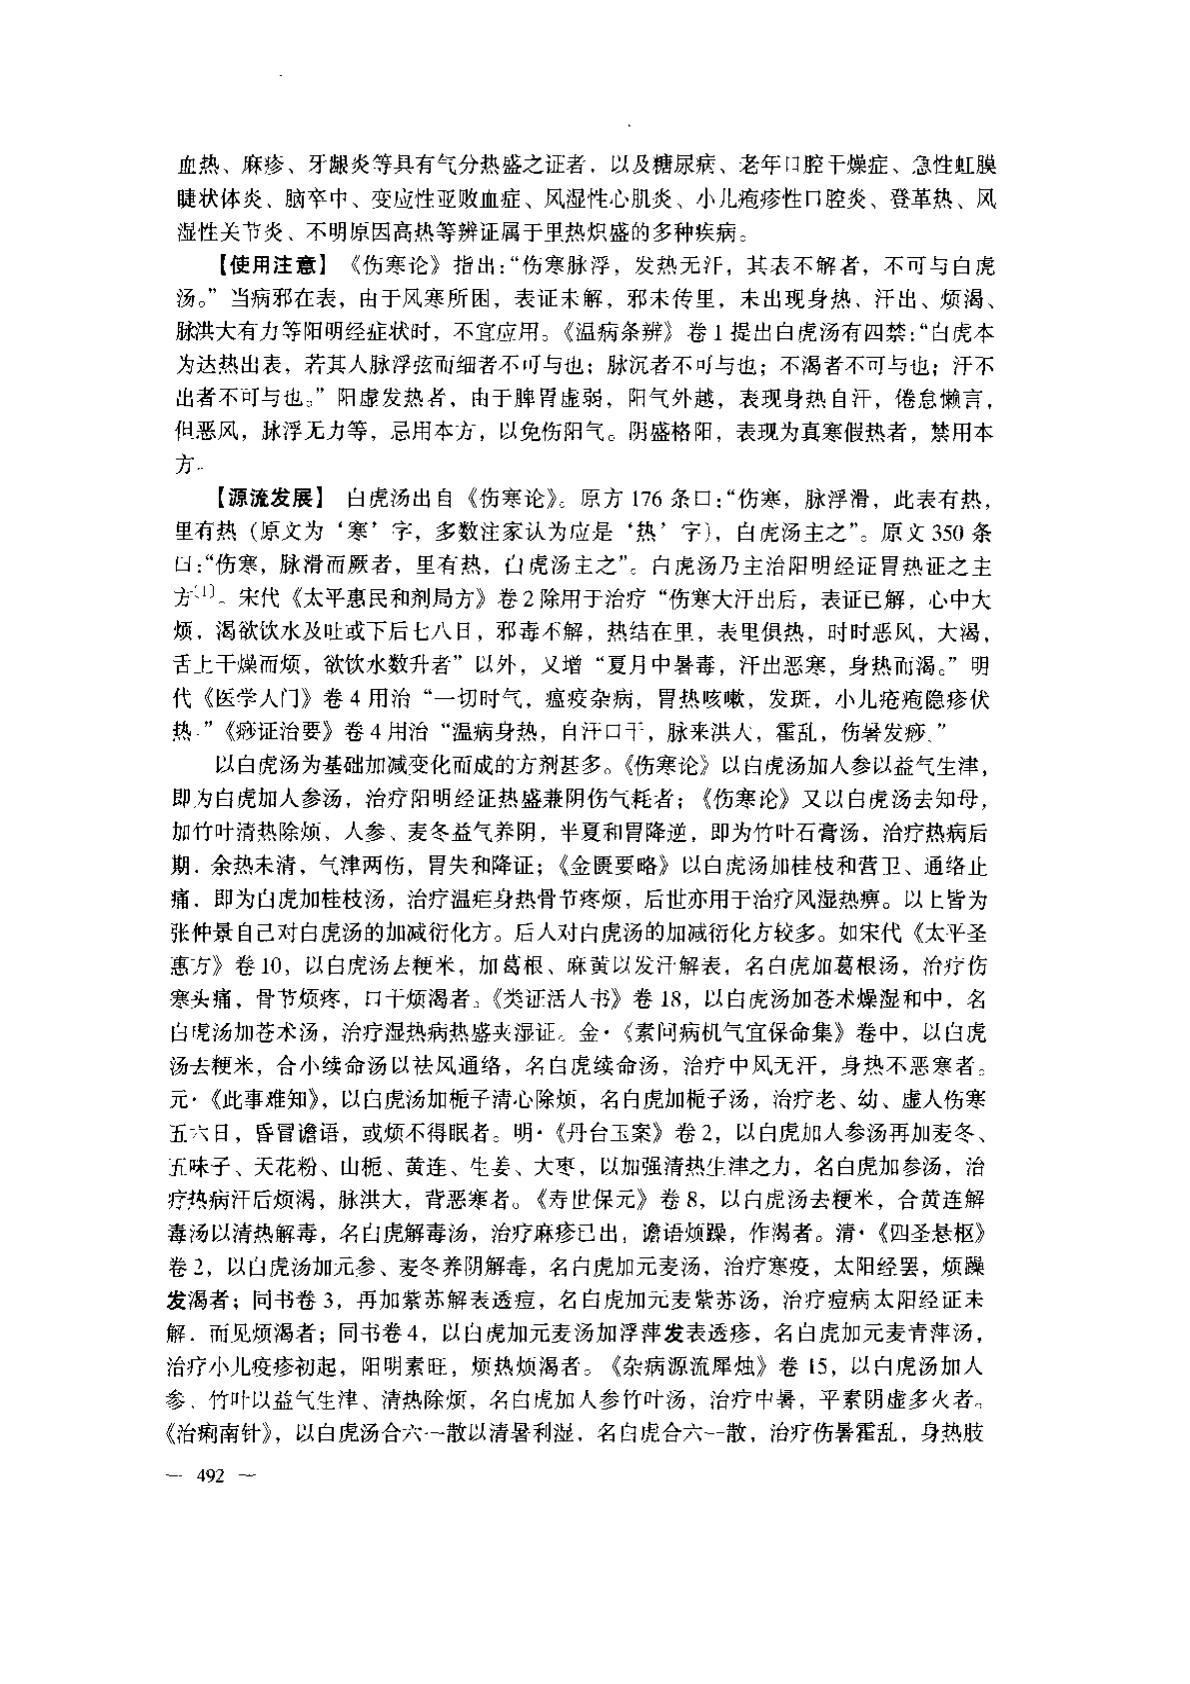 血热、麻疹、牙龈炎等具有气分热盛之证者，以及糖尿病、老年口腔干燥症、急性虹膜
睫状体炎、脑卒中、变应性亚败血症、风湿性心肌炎、小儿疱疹性口腔炎、登革热、风
湿性关节炎、不明原因高热等辨证属于里热炽盛的多种疾病。
【使用注意】《伤寒论》指出：“伤寒脉浮，发热无汗，其表不解者，不可与白虎
汤。”当病邪在表，由于风寒所困，表证未解，邪未传里，未出现身热、汗出、烦渴、
脉洪大有力等阳明经症状时，不宜应用。《温病条辨》卷1提出白虎汤有四禁：“白虎本
为达热出表，若其人脉浮弦而细者不可与也；脉沉者不可与也；不渴者不可与也；汗不
出者不可与也。”阳虚发热者，由于脾胃虚弱，阳气外越，表现身热自汗，倦怠懒言，
但恶风，脉浮无力等，忌用本方，以免伤阳气。阴盛格阳，表现为真寒假热者，禁用本
方。
【源流发展】 白虎汤出自《伤寒论》。原方176条曰：“伤寒，脉浮滑，此表有热，
里有热（原文为‘寒’字，多数注家认为应是‘热’字），白虎汤主之”。原文350条
曰：“伤寒，脉滑而厥者，里有热，白虎汤主之”。白虎汤乃主治阳明经证胃热证之主
方〔1〕。宋代《太平惠民和剂局方》卷2除用于治疗“伤寒大汗出后，表证已解，心中大
烦，渴欲饮水及吐或下后七八日，邪毒不解，热结在里，表里俱热，时时恶风，大渴，
舌上干燥而烦，欲饮水数升者”以外，又增“夏月中暑毒，汗出恶寒，身热而渴。”明
代《医学入门》卷4用治“一切时气，瘟疫杂病，胃热咳嗽，发斑，小儿疮疱隐疹伏
热。”《痧证治要》卷4用治“温病身热，自汗口干，脉来洪大，霍乱，伤暑发痧。”
以白虎汤为基础加减变化而成的方剂甚多。《伤寒论》以白虎汤加人参以益气生津，
即为白虎加人参汤，治疗阳明经证热盛兼阴伤气耗者；《伤寒论》又以白虎汤去知母，
加竹叶清热除烦、人参、麦冬益气养阴，半夏和胃降逆，即为竹叶石膏汤，治疗热病后
期，余热未清，气津两伤，胃失和降证；《金匮要略》以白虎汤加桂枝和营卫、通络止
痛，即为白虎加桂枝汤，治疗温疟身热骨节疼烦，后世亦用于治疗风湿热痹。以上皆为
张仲景自己对白虎汤的加减衍化方。后人对白虎汤的加减衍化方较多。如宋代《太平圣
惠方》卷10，以白虎汤去粳米，加葛根、麻黄以发汗解表，名白虎加葛根汤，治疗伤
寒头痛，骨节烦疼，口干烦渴者。《类证活人书》卷18，以白虎汤加苍术燥湿和中，名
白虎汤加苍术汤，治疗湿热病热盛夹湿证。金·《素问病机气宜保命集》卷中，以白虎
汤去粳米，合小续命汤以祛风通络，名白虎续命汤，治疗中风无汗，身热不恶寒者。
元·《此事难知》，以白虎汤加栀子清心除烦，名白虎加栀子汤，治疗老、幼、虚人伤寒
五六日，昏冒谵语，或烦不得眠者。明·《丹台玉案》卷2，以白虎加人参汤再加麦冬、
五味子、天花粉、山栀、黄连、生姜、大枣，以加强清热生津之力，名白虎加参汤，治
疗热病汗后烦渴，脉洪大，背恶寒者。《寿世保元》卷8，以白虎汤去粳米，合黄连解
毒汤以清热解毒，名白虎解毒汤，治疗麻疹已出，谵语烦躁，作渴者。清·《四圣悬枢》
卷2，以白虎汤加元参、麦冬养阴解毒，名白虎加元麦汤，治疗寒疫，太阳经罢，烦躁
发渴者；同书卷3，再加紫苏解表透痘，名白虎加元麦紫苏汤，治疗痘病太阳经证未
解，而见烦渴者；同书卷4，以白虎加元麦汤加浮萍发表透疹，名白虎加元麦青萍汤，
治疗小儿疫疹初起，阳明素旺，烦热烦渴者。《杂病源流犀烛》卷15，以白虎汤加人
参、竹叶以益气生津、清热除烦，名白虎加人参竹叶汤，治疗中暑，平素阴虚多火者。
《治痢南针》，以白虎汤合六一散以清暑利湿，名白虎合六一散，治疗伤暑霍乱，身热肢
— 492 —